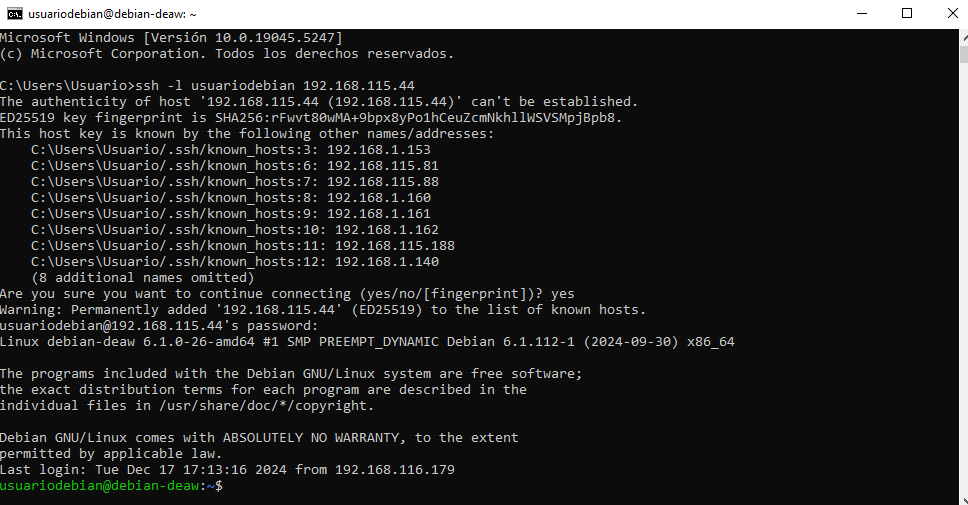 usuariodebian@debian-deaw: ~
Microsoft Windows [Versión 10.0.19045.5247]
(c) Microsoft Corporation. Todos los derechos reservados.
C:\Users\Usuario>ssh -l usuariodebian 192.168.115.44
The authenticity of host '192.168.115.44 (192.168.115.44)' can't be established.
ED25519 key fingerprint is SHA256:rFwvt80wMA+9bpx8yPo1hCeuZcmNkhllWSVSMpjBpb8.
This host key is known by the following other names/addresses:
    C:\Users\Usuario/.ssh/known_hosts:3: 192.168.1.153
    C:\Users\Usuario/.ssh/known_hosts:6: 192.168.115.81
    C:\Users\Usuario/.ssh/known_hosts:7: 192.168.115.88
    C:\Users\Usuario/.ssh/known_hosts:8: 192.168.1.160
    C:\Users\Usuario/.ssh/known_hosts:9: 192.168.1.161
    C:\Users\Usuario/.ssh/known_hosts:10: 192.168.1.162
    C:\Users\Usuario/.ssh/known_hosts:11: 192.168.115.188
    C:\Users\Usuario/.ssh/known_hosts:12: 192.168.1.140
    (8 additional names omitted)
Are you sure you want to continue connecting (yes/no/[fingerprint])? yes
Warning: Permanently added '192.168.115.44' (ED25519) to the list of known hosts.
usuariodebian@192.168.115.44's password:
Linux debian-deaw 6.1.0-26-amd64 #1 SMP PREEMPT_DYNAMIC Debian 6.1.112-1 (2024-09-30) x86_64
The programs included with the Debian GNU/Linux system are free software;
the exact distribution terms for each program are described in the
individual files in /usr/share/doc/*/copyright.
Debian GNU/Linux comes with ABSOLUTELY NO WARRANTY, to the extent
permitted by applicable law.
Last login: Tue Dec 17 17:13:16 2024 from 192.168.116.179
usuariodebian@debian-deaw:~$